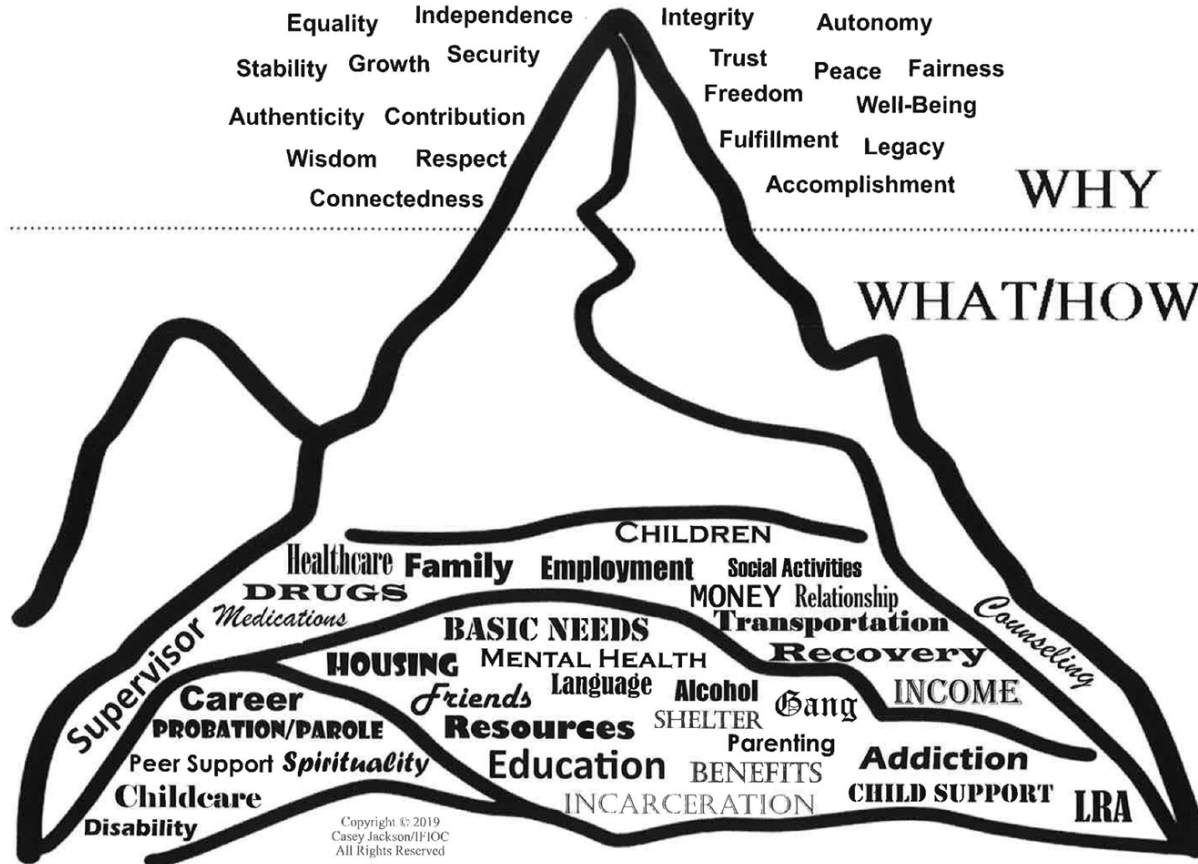 Equality Independence Integrity Autonomy
Stability Growth Security Trust Peace Fairness
Freedom Well-Being
Authenticity Contribution
Fulfillment Legacy
Wisdom Respect
Accomplishment
Connectedness
WHY
WHAT/HOW
CHILDREN
Healthcare Family Employment Social Activities
DRUGS MONEY Relationship
Medications Transportation
Supervisor BASIC NEEDS Recovery Counseling
HOUSING MENTAL HEALTH INCOME
Career Friends Language Alcohol Gang
PROBATION/PAROLE Resources SHELTER
Parenting
Peer Support Spirituality Education BENEFITS Addiction
Childcare INCARCERATION CHILD SUPPORT LRA
Disability
Copyright © 2019
Casey Jackson/IFIOC
All Rights Reserved